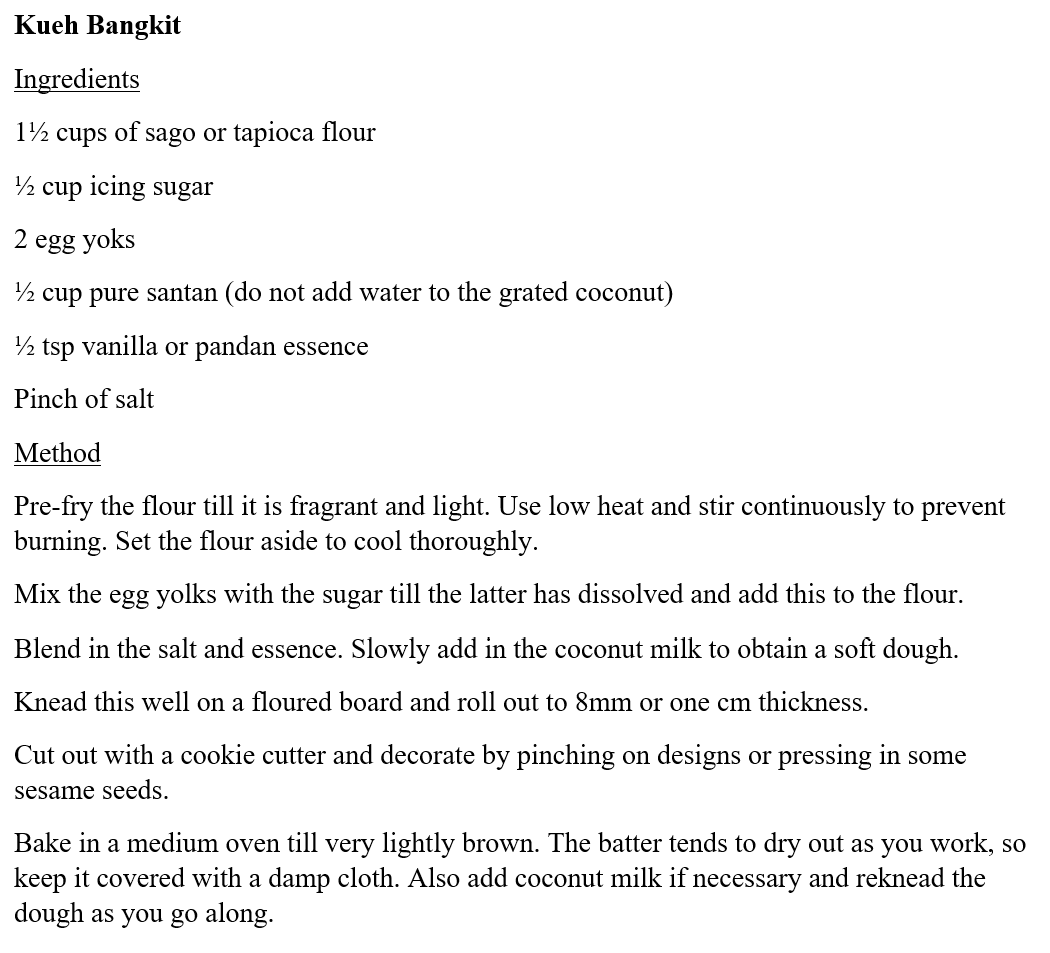 Kueh Bangkit
Ingredients
1½ cups of sago or tapioca flour
½ cup icing sugar
2 egg yoks
½ cup pure santan (do not add water to the grated coconut)
½ tsp vanilla or pandan essence
Pinch of salt
Method
Pre-fry the flour till it is fragrant and light. Use low heat and stir continuously to prevent
burning. Set the flour aside to cool thoroughly.
Mix the egg yolks with the sugar till the latter has dissolved and add this to the flour.
Blend in the salt and essence. Slowly add in the coconut milk to obtain a soft dough.
Knead this well on a floured board and roll out to 8mm or one cm thickness.
Cut out with a cookie cutter and decorate by pinching on designs or pressing in some
sesame seeds.
Bake in a medium oven till very lightly brown. The batter tends to dry out as you work, so
keep it covered with a damp cloth. Also add coconut milk if necessary and reknead the
dough as you go along.